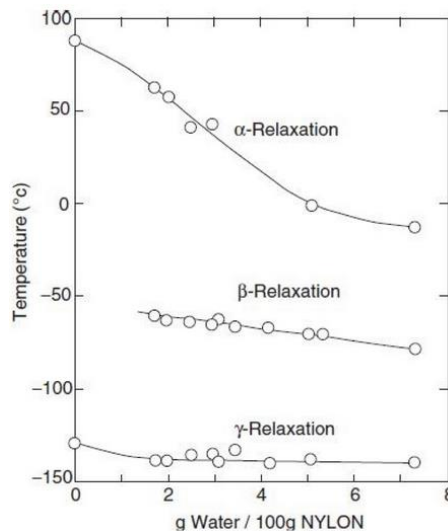 100
50
0
−50
−100
−150
Temperature (°c)
α-Relaxation
β-Relaxation
γ-Relaxation
0
2
4
6
8
g Water / 100g NYLON